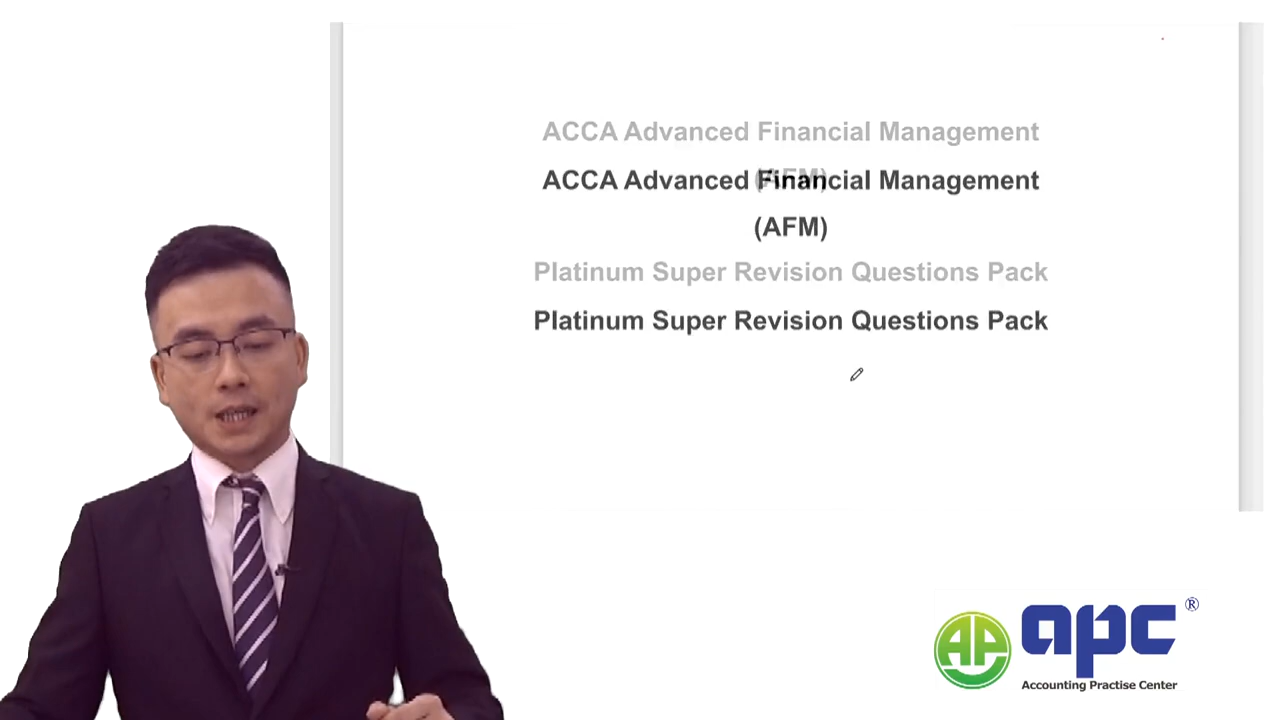 ACCA Advanced Financial Management
ACCA Advanced Financial Management
(AFM)
Platinum Super Revision Questions Pack
Platinum Super Revision Questions Pack
AP
apc®
Accounting Practise Center